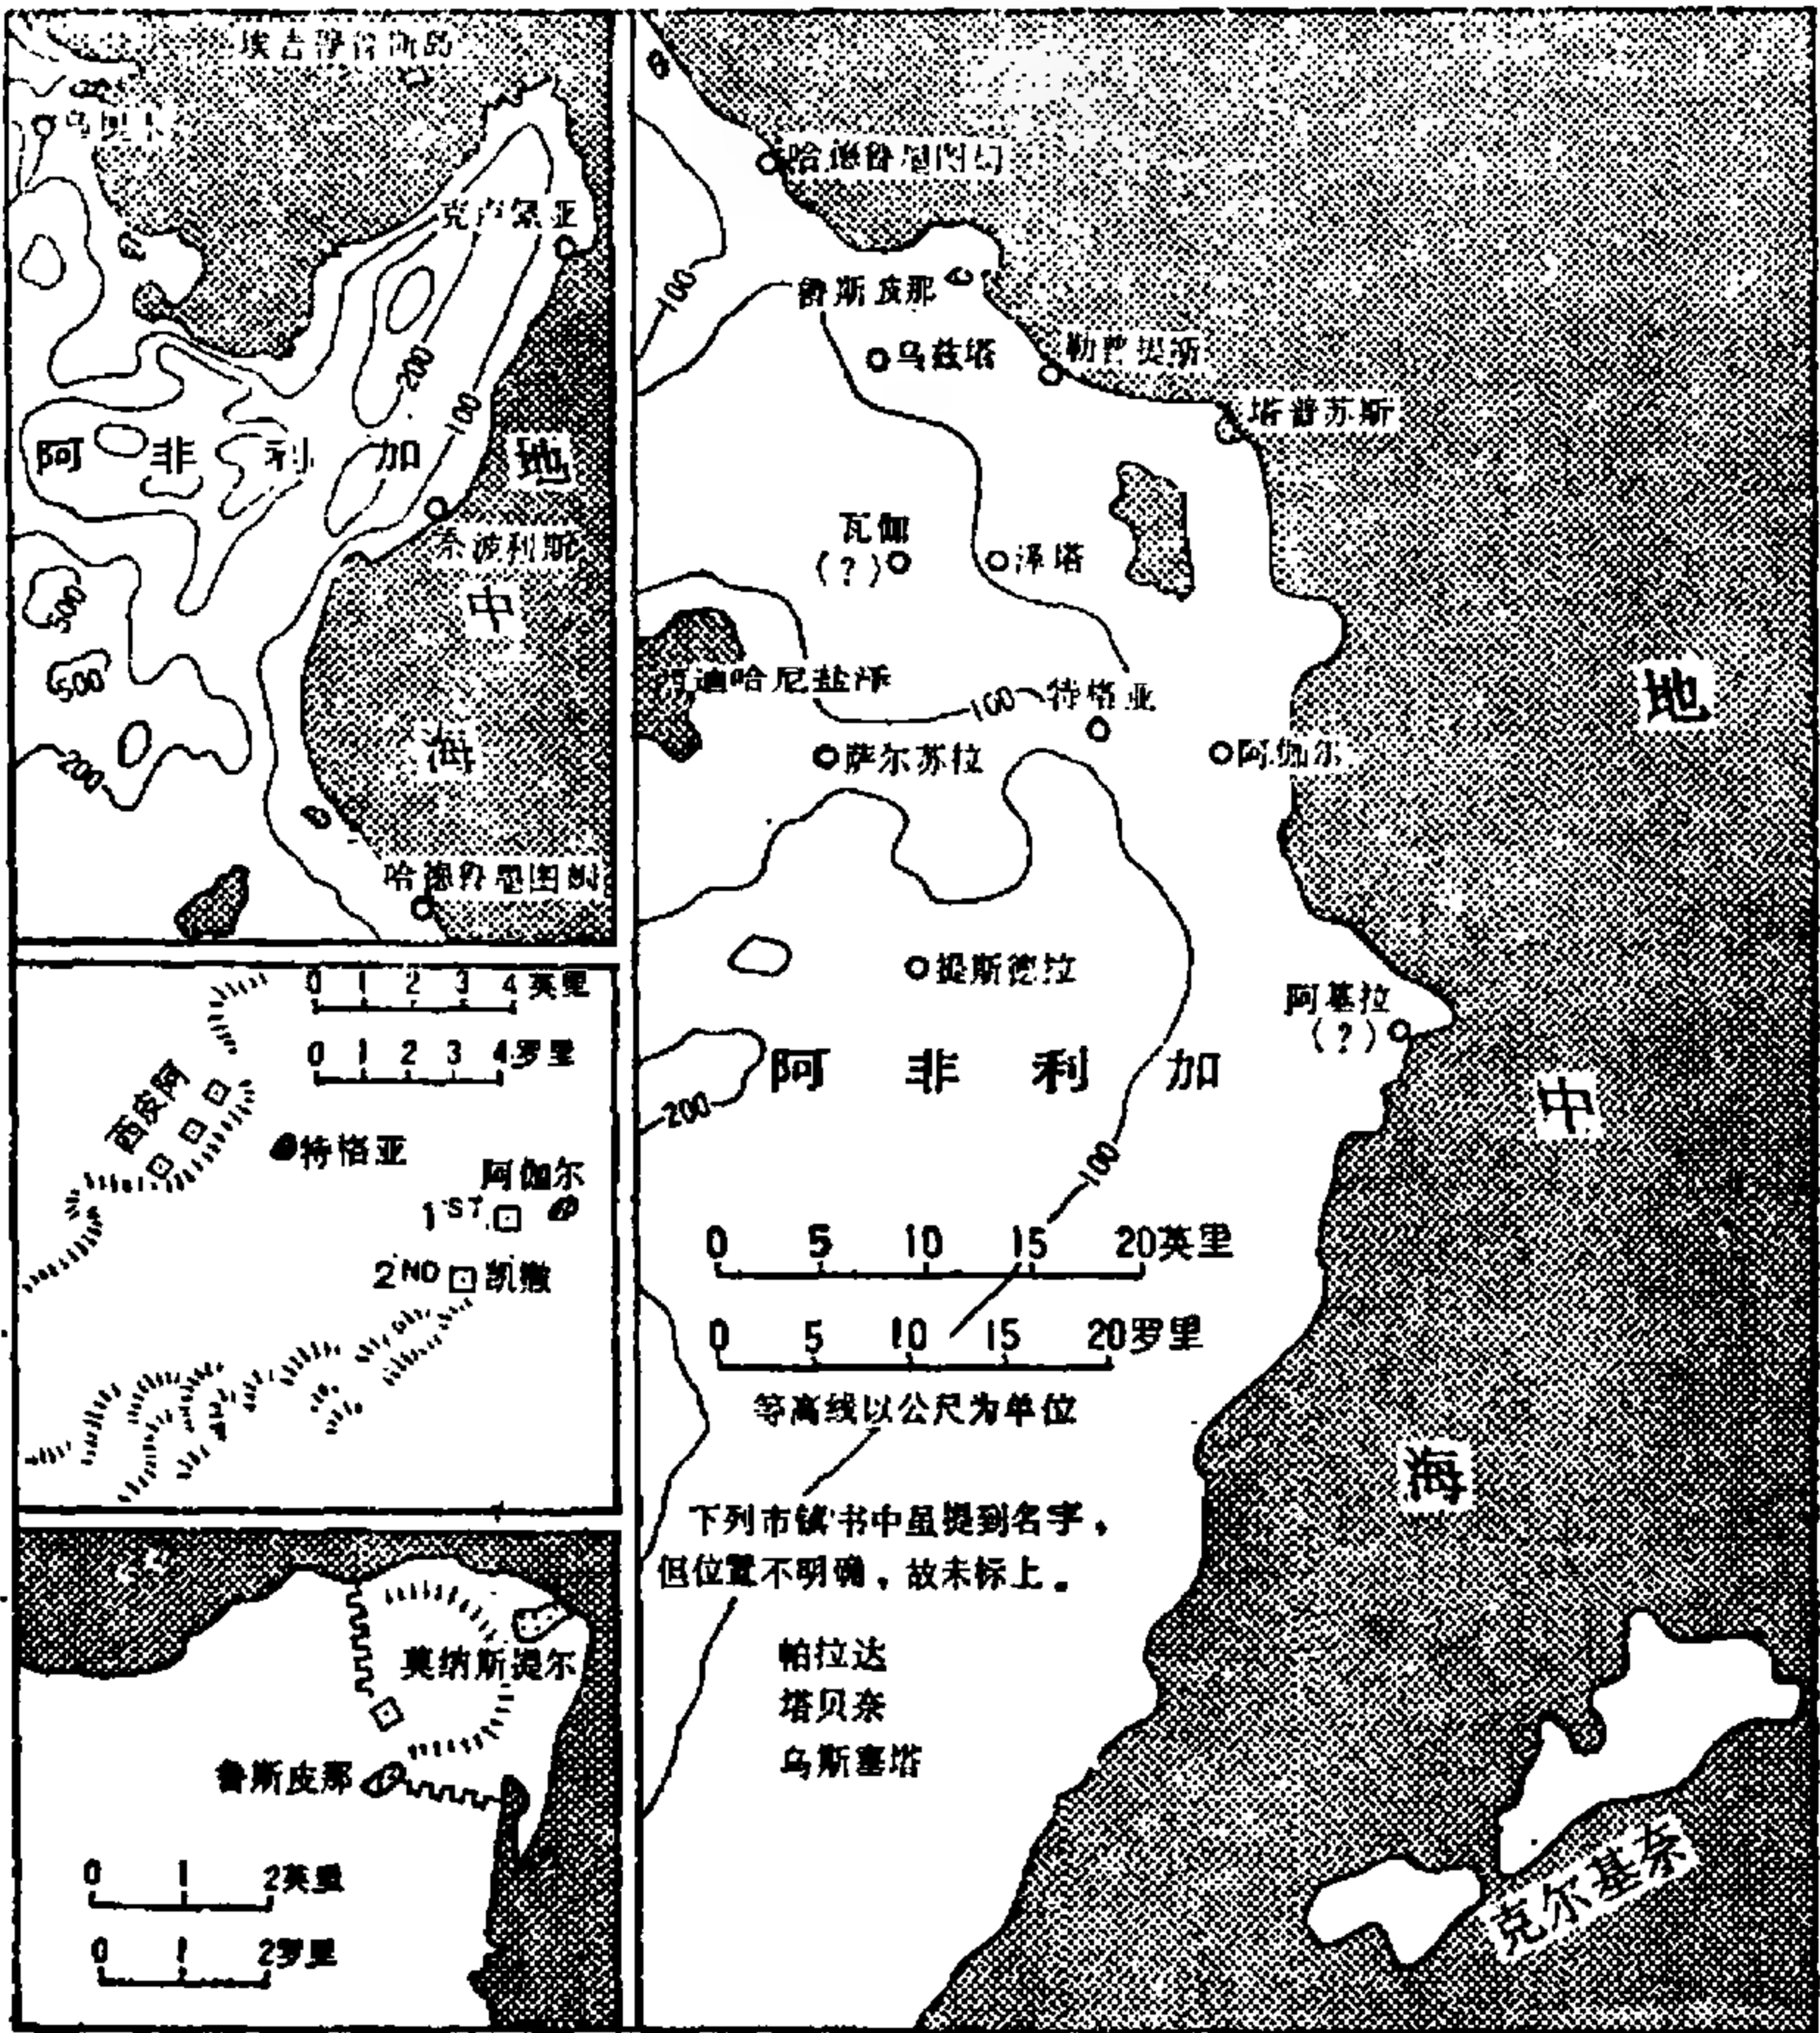 克卢佩亚
200
100
阿 非 利 加
地
奈波利斯
中
500
500
海
200
哈德鲁墨图姆
0 1 2 3 4 英里
0 1 2 3 4 罗里
西皮阿
特格亚
阿伽尔
1ST
2ND 凯撒
莫纳斯提尔
鲁斯皮那
0 1 2英里
0 1 2罗里
哈德鲁墨图姆
100
鲁斯皮那
乌兹塔
勒普提斯
塔普苏斯
瓦伽
(?)
泽塔
迪哈尼盐泽
100
特格亚
萨尔苏拉
阿伽尔
地
提斯德拉
阿基拉
(?)
阿 非 利 加
200
中
100
0 5 10 15 20英里
0 5 10 15 20罗里
等高线以公尺为单位
海
下列市镇书中虽提到名字，
但位置不明确，故未标上。
帕拉达
塔贝奈
乌斯塞塔
克尔基奈